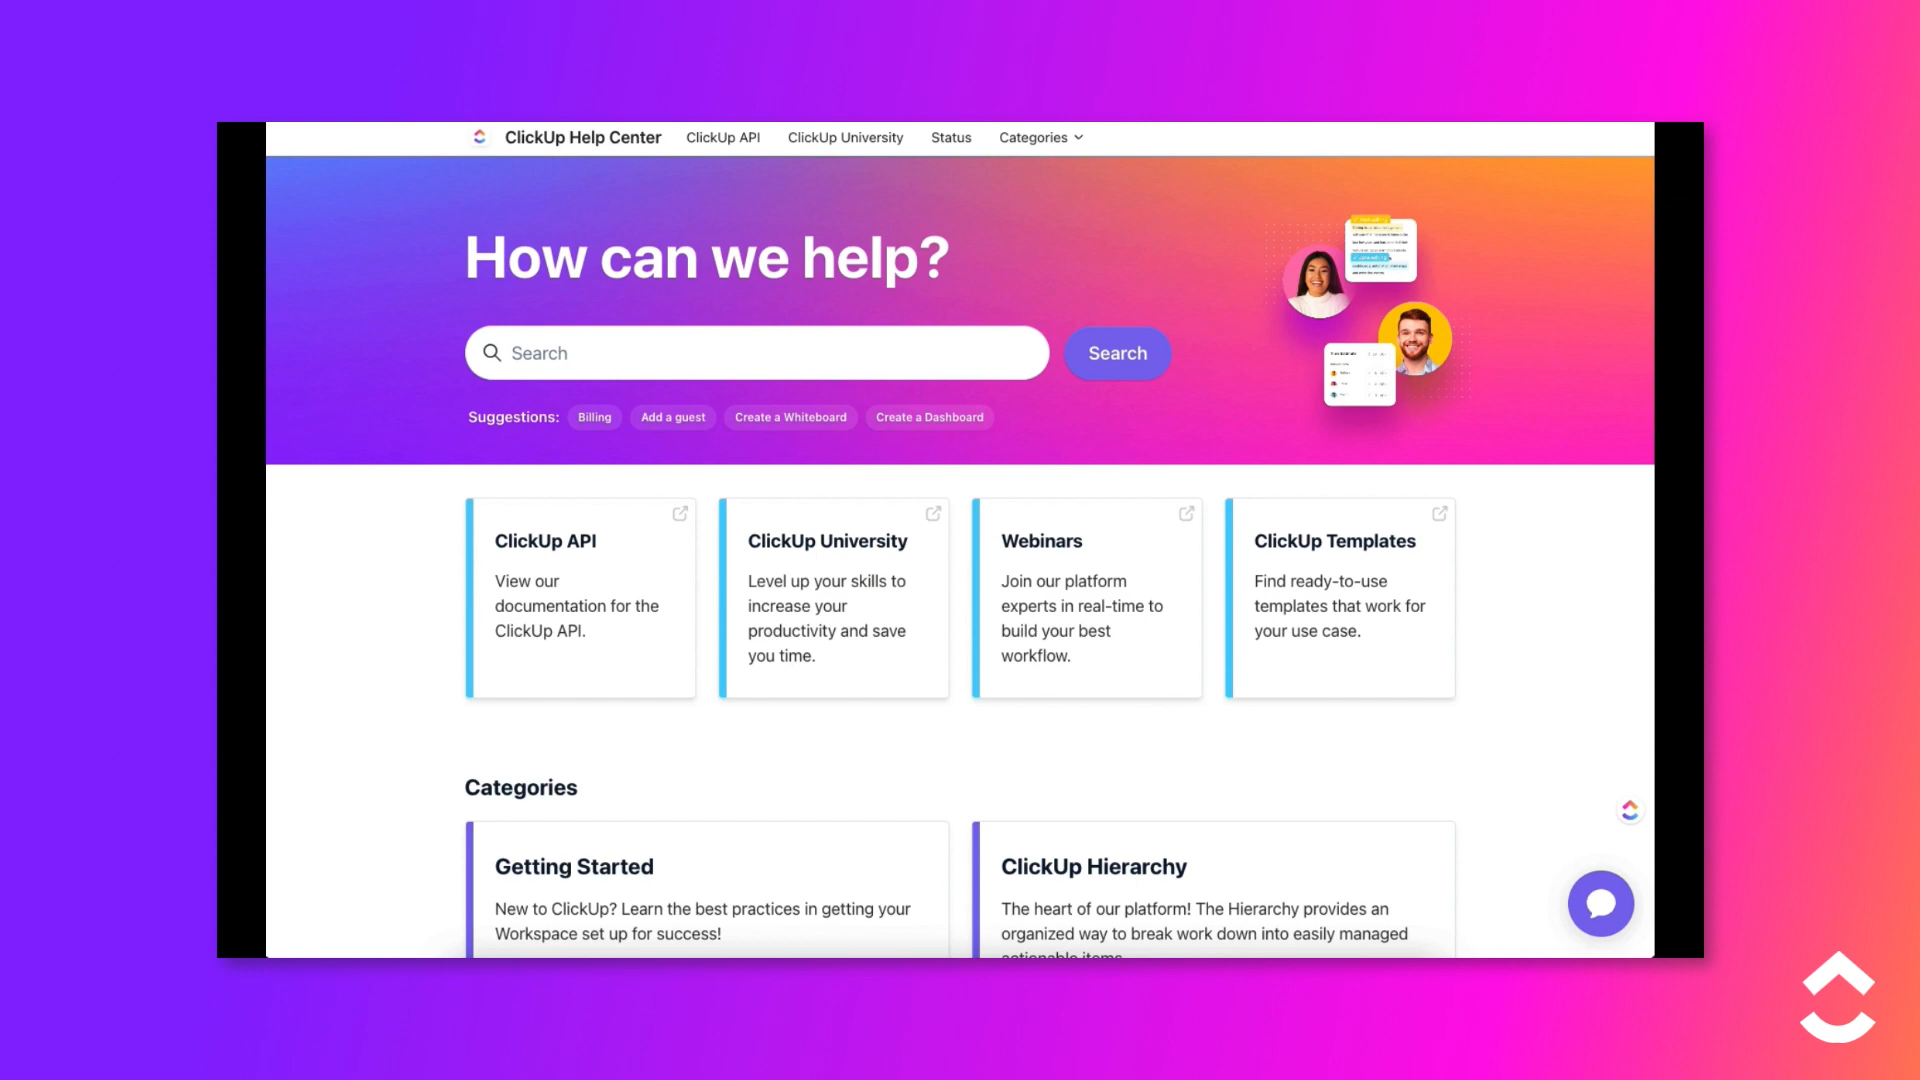 ClickUp Help Center ClickUp API ClickUp University Status Categories
How can we help?
Search Search
Suggestions: Billing Add a guest Create a Whiteboard Create a Dashboard
ClickUp API
View our
documentation for the
ClickUp API.
ClickUp University
Level up your skills to
increase your
productivity and save
you time.
Webinars
Join our platform
experts in real-time to
build your best
workflow.
ClickUp Templates
Find ready-to-use
templates that work for
your use case.
Categories
Getting Started
New to ClickUp? Learn the best practices in getting your
Workspace set up for success!
ClickUp Hierarchy
The heart of our platform! The Hierarchy provides an
organized way to break work down into easily managed
actionable items.